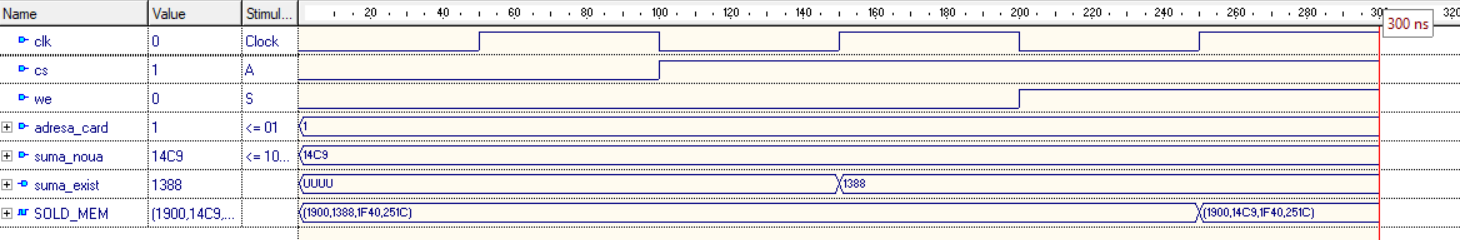 Name Value Stimul... 20 40 60 80 100 120 140 160 180 200 220 240 260 280 300 320
300 ns
clk 0 Clock
cs 1 A
we 0 S
adresa_card 1 <= 01 1
suma_noua 14C9 <= 10... 14C9
suma_exist 1388 UUUU 1388
SOLD_MEM (1900,14C9,... (1900,1388,1F40,251C) (1900,14C9,1F40,251C)